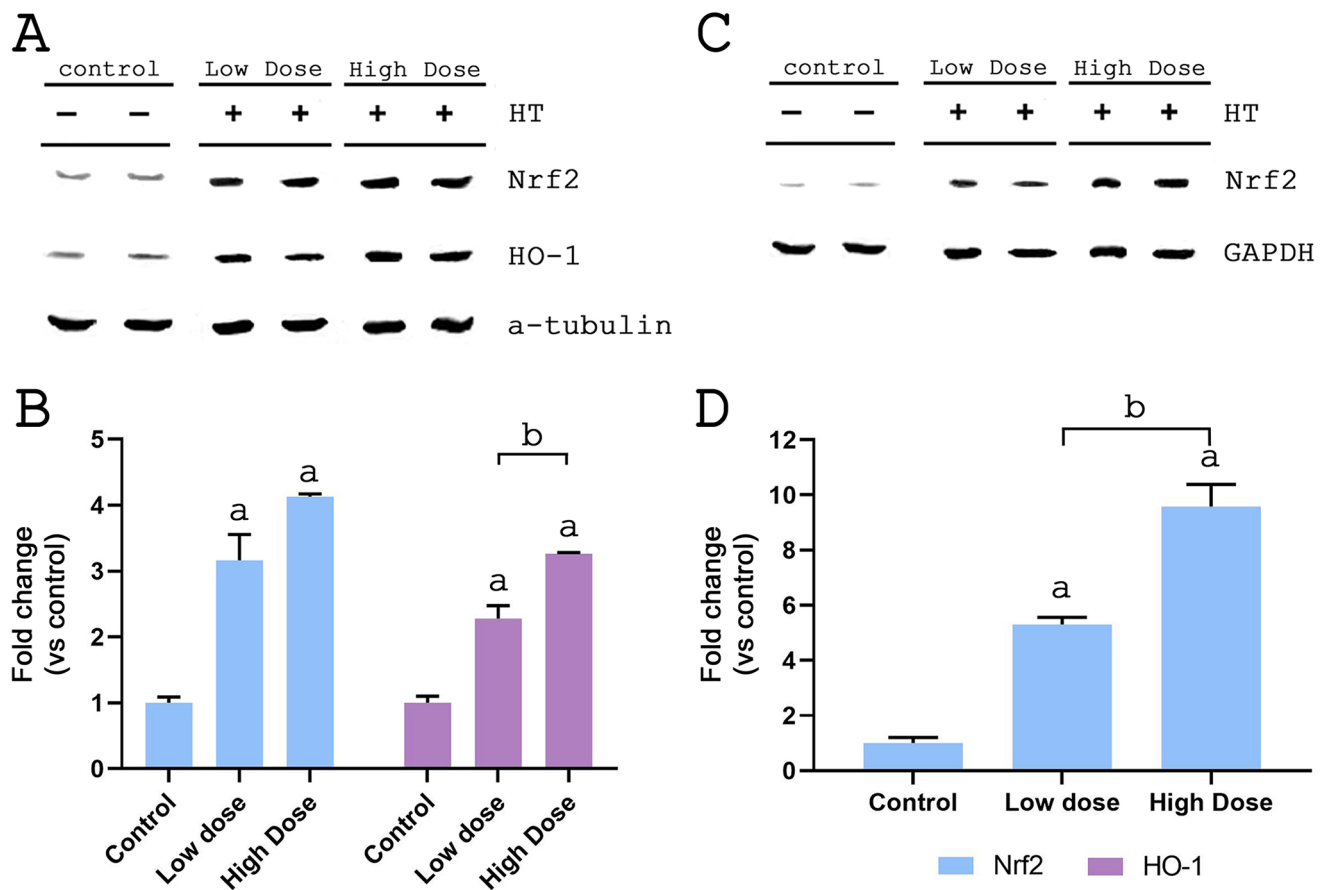 A
control Low Dose High Dose
− − + + + + HT
Nrf2
HO-1
a-tubulin
C
control Low Dose High Dose
− − + + + + HT
Nrf2
GAPDH
B
Fold change
(vs control)
5
4
3
2
1
0
a
a
a
a
b
Control
Low dose
High Dose
Control
Low dose
High Dose
D
Fold change
(vs control)
12
10
8
6
4
2
0
a
a
b
Control Low dose High Dose
Nrf2 HO-1